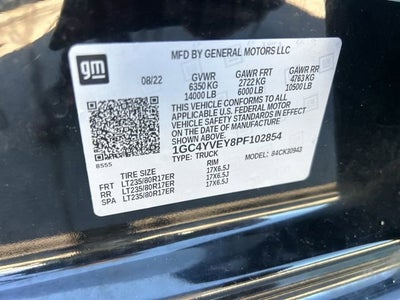 gm
MFD BY GENERAL MOTORS LLC
08/22 GVWR GAWR FRT GAWR RR
6350 KG 2722 KG 4763 KG
14000 LB 6000 LB 10500 LB
THIS VEHICLE CONFORMS TO ALL
APPLICABLE U.S. FEDERAL MOTOR
VEHICLE SAFETY STANDARDS IN EFFECT
ON THE DATE OF MANUFACTURE
SHOWN ABOVE.
1GC4YVEY8PF102854
8555 TYPE: TRUCK MODEL: 84CK30943
TIRE SIZE RIM
FRT LT235/80R17ER 17X6.5J
RR LT235/80R17ER 17X6.5J
SPA LT235/80R17ER 17X6.5J